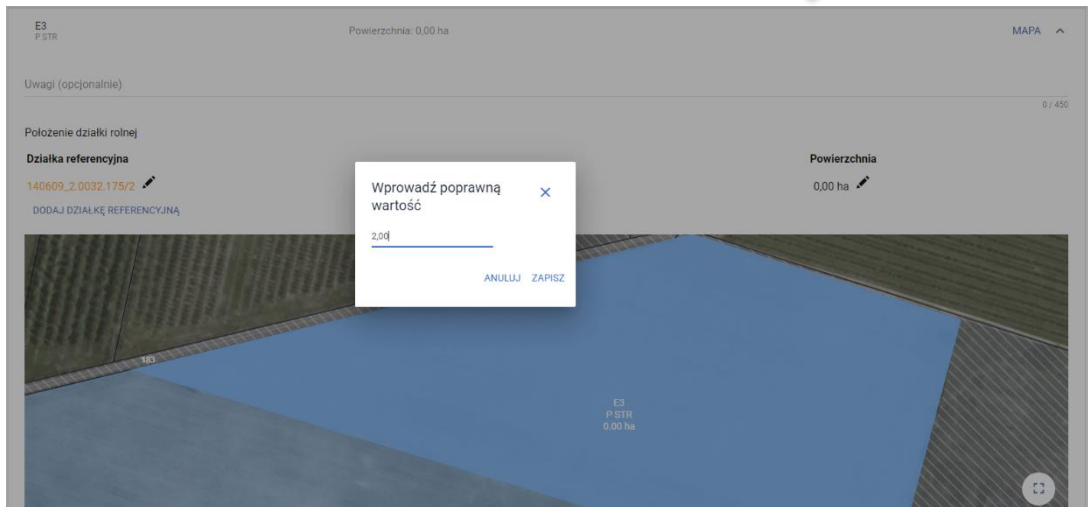 E3
P STR
Powierzchnia: 0,00 ha
MAPA
Uwagi (opcjonalnie)
0 / 450
Położenie działki rolnej
Działka referencyjna
Powierzchnia
140609_2.0032.175/2
0,00 ha
DODAJ DZIAŁKĘ REFERENCYJNĄ
Wprowadź poprawną
wartość
2,00
ANULUJ ZAPISZ
183
E3
P STR
0.00 ha